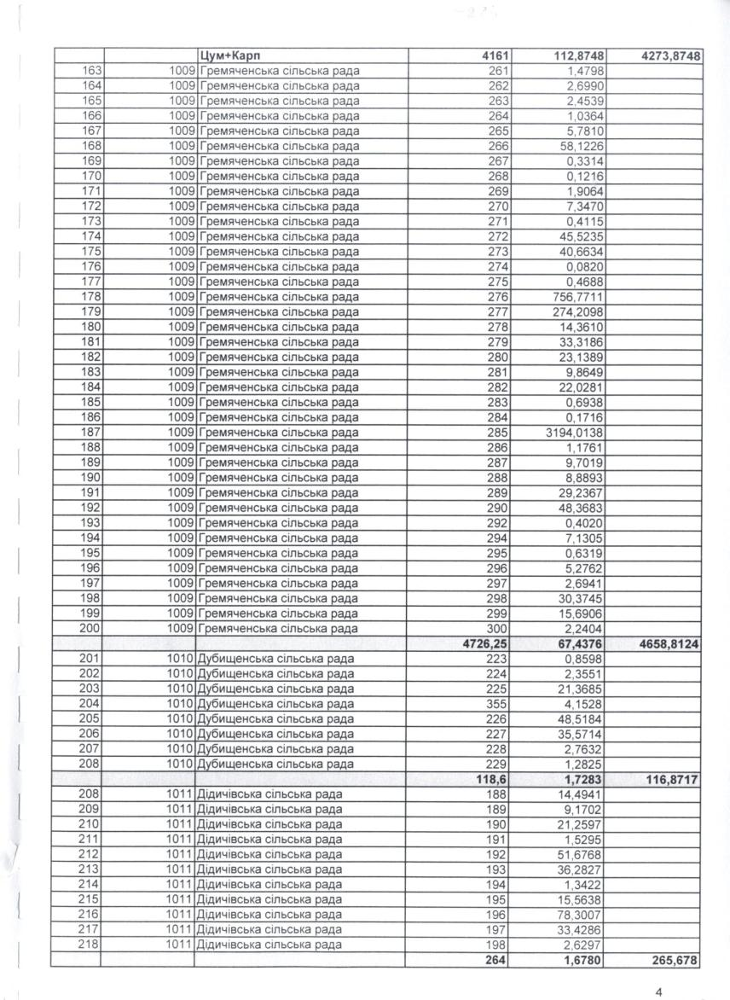 Цум+Карп 4161 112,8748 4273,8748
163 1009 Гремяченська сільська рада 261 1,4798
164 1009 Гремяченська сільська рада 262 2,6990
165 1009 Гремяченська сільська рада 263 2,4539
166 1009 Гремяченська сільська рада 264 1,0364
167 1009 Гремяченська сільська рада 265 5,7810
168 1009 Гремяченська сільська рада 266 58,1226
169 1009 Гремяченська сільська рада 267 0,3314
170 1009 Гремяченська сільська рада 268 0,1216
171 1009 Гремяченська сільська рада 269 1,9064
172 1009 Гремяченська сільська рада 270 7,3470
173 1009 Гремяченська сільська рада 271 0,4115
174 1009 Гремяченська сільська рада 272 45,5235
175 1009 Гремяченська сільська рада 273 40,6634
176 1009 Гремяченська сільська рада 274 0,0820
177 1009 Гремяченська сільська рада 275 0,4688
178 1009 Гремяченська сільська рада 276 756,7711
179 1009 Гремяченська сільська рада 277 274,2098
180 1009 Гремяченська сільська рада 278 14,3610
181 1009 Гремяченська сільська рада 279 33,3186
182 1009 Гремяченська сільська рада 280 23,1389
183 1009 Гремяченська сільська рада 281 9,8649
184 1009 Гремяченська сільська рада 282 22,0281
185 1009 Гремяченська сільська рада 283 0,6938
186 1009 Гремяченська сільська рада 284 0,1716
187 1009 Гремяченська сільська рада 285 3194,0138
188 1009 Гремяченська сільська рада 286 1,1761
189 1009 Гремяченська сільська рада 287 9,7019
190 1009 Гремяченська сільська рада 288 8,8893
191 1009 Гремяченська сільська рада 289 29,2367
192 1009 Гремяченська сільська рада 290 48,3683
193 1009 Гремяченська сільська рада 292 0,4020
194 1009 Гремяченська сільська рада 294 7,1305
195 1009 Гремяченська сільська рада 295 0,6319
196 1009 Гремяченська сільська рада 296 5,2762
197 1009 Гремяченська сільська рада 297 2,6941
198 1009 Гремяченська сільська рада 298 30,3745
199 1009 Гремяченська сільська рада 299 15,6906
200 1009 Гремяченська сільська рада 300 2,2404
4726,25 67,4376 4658,8124
201 1010 Дубищенська сільська рада 223 0,8598
202 1010 Дубищенська сільська рада 224 2,3551
203 1010 Дубищенська сільська рада 225 21,3685
204 1010 Дубищенська сільська рада 355 4,1528
205 1010 Дубищенська сільська рада 226 48,5184
206 1010 Дубищенська сільська рада 227 35,5714
207 1010 Дубищенська сільська рада 228 2,7632
208 1010 Дубищенська сільська рада 229 1,2825
118,6 1,7283 116,8717
208 1011 Дідичівська сільська рада 188 14,4941
209 1011 Дідичівська сільська рада 189 9,1702
210 1011 Дідичівська сільська рада 190 21,2597
211 1011 Дідичівська сільська рада 191 1,5295
212 1011 Дідичівська сільська рада 192 51,6768
213 1011 Дідичівська сільська рада 193 36,2827
214 1011 Дідичівська сільська рада 194 1,3422
215 1011 Дідичівська сільська рада 195 15,5638
216 1011 Дідичівська сільська рада 196 78,3007
217 1011 Дідичівська сільська рада 197 33,4286
218 1011 Дідичівська сільська рада 198 2,6297
264 1,6780 265,678
4